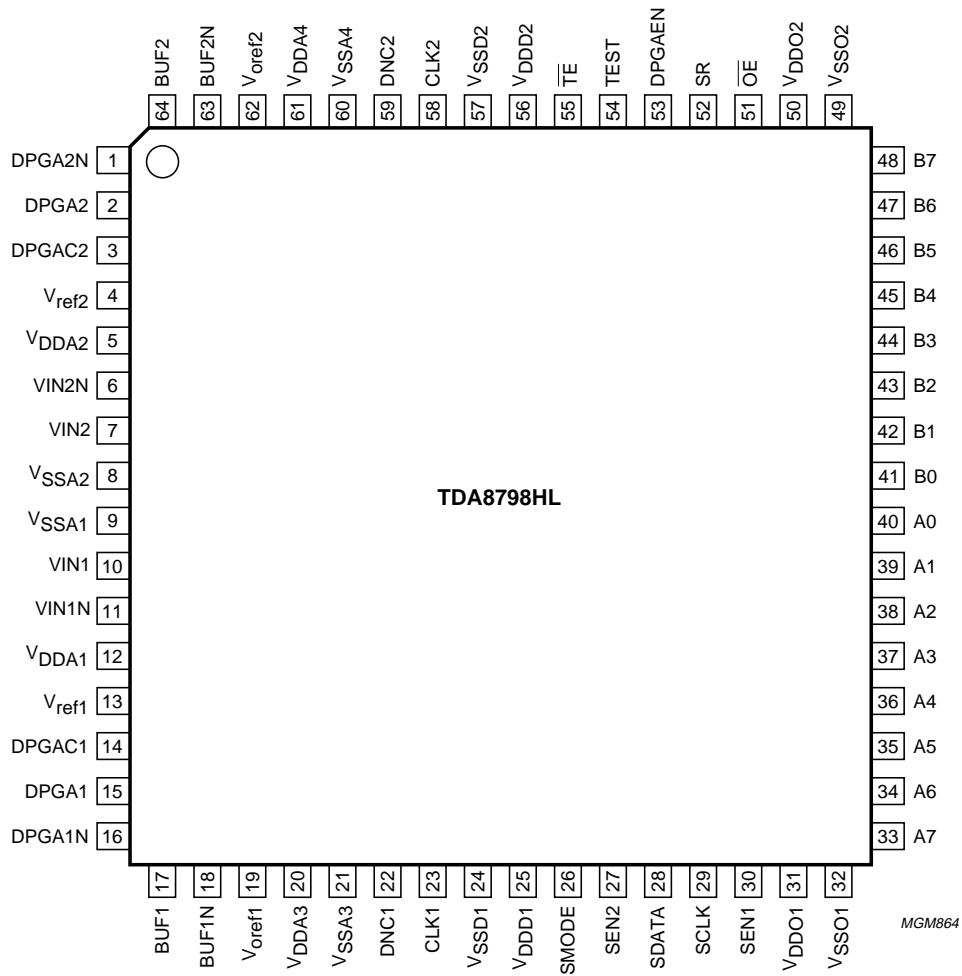 BUF2
BUF2N
Voref2
VDDA4
VSSA4
DNC2
CLK2
VSSD2
VDDD2
TE
TEST
DPGAEN
SR
OE
VDDO2
VSSO2
64 63 62 61 60 59 58 57 56 55 54 53 52 51 50 49
DPGA2N 1
DPGA2 2
DPGAC2 3
Vref2 4
VDDA2 5
VIN2N 6
VIN2 7
VSSA2 8
VSSA1 9
VIN1 10
VIN1N 11
VDDA1 12
Vref1 13
DPGAC1 14
DPGA1 15
DPGA1N 16
TDA8798HL
48 B7
47 B6
46 B5
45 B4
44 B3
43 B2
42 B1
41 B0
40 A0
39 A1
38 A2
37 A3
36 A4
35 A5
34 A6
33 A7
17 18 19 20 21 22 23 24 25 26 27 28 29 30 31 32
BUF1
BUF1N
Voref1
VDDA3
VSSA3
DNC1
CLK1
VSSD1
VDDD1
SMODE
SEN2
SDATA
SCLK
SEN1
VDDO1
VSSO1
MGM864